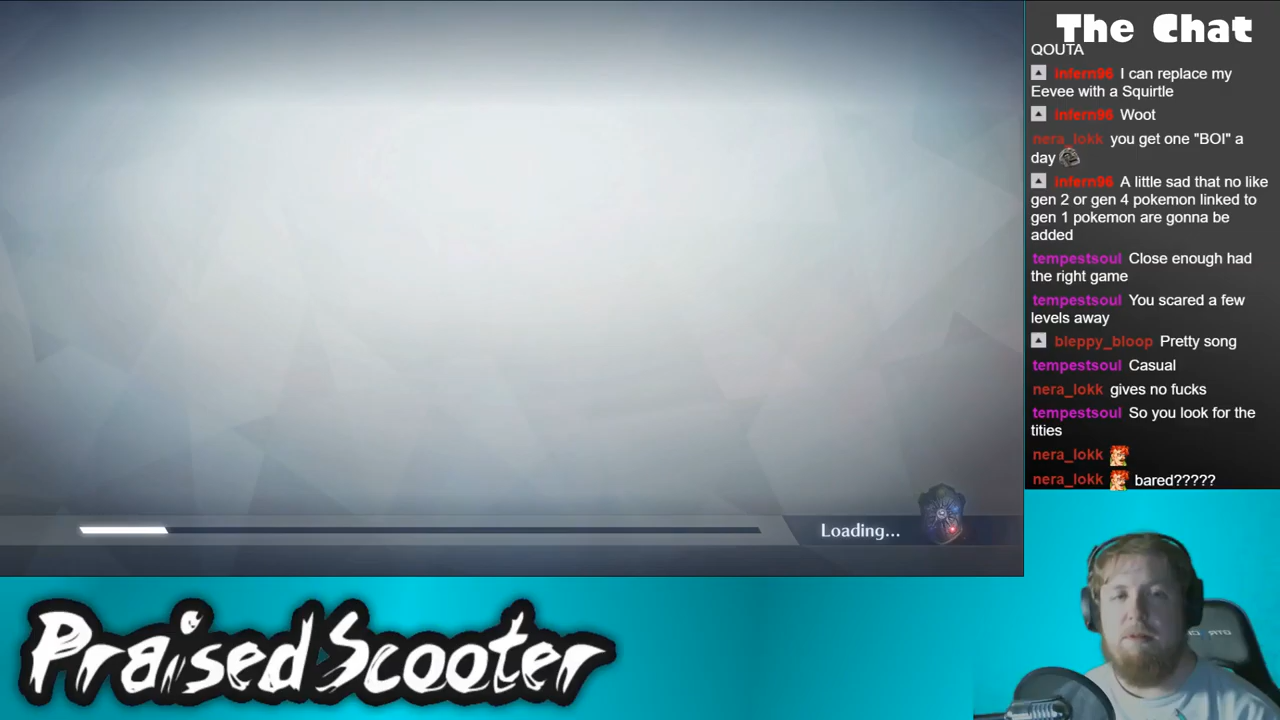 The Chat
QOUTA
infern96 I can replace my
Eevee with a Squirtle
infern96 Woot
nera_lokk you get one "BOI" a
day
infern96 A little sad that no like
gen 2 or gen 4 pokemon linked to
gen 1 pokemon are gonna be
added
tempestsoul Close enough had
the right game
tempestsoul You scared a few
levels away
bleppy_bloop Pretty song
tempestsoul Casual
nera_lokk gives no fucks
tempestsoul So you look for the
tities
nera_lokk
nera_lokk bared?????
Loading...
PraisedScooter